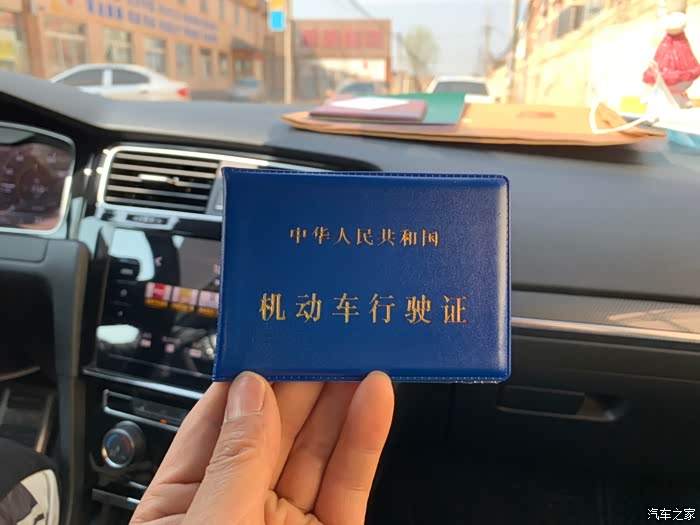 中华人民共和国
机动车行驶证
汽车之家